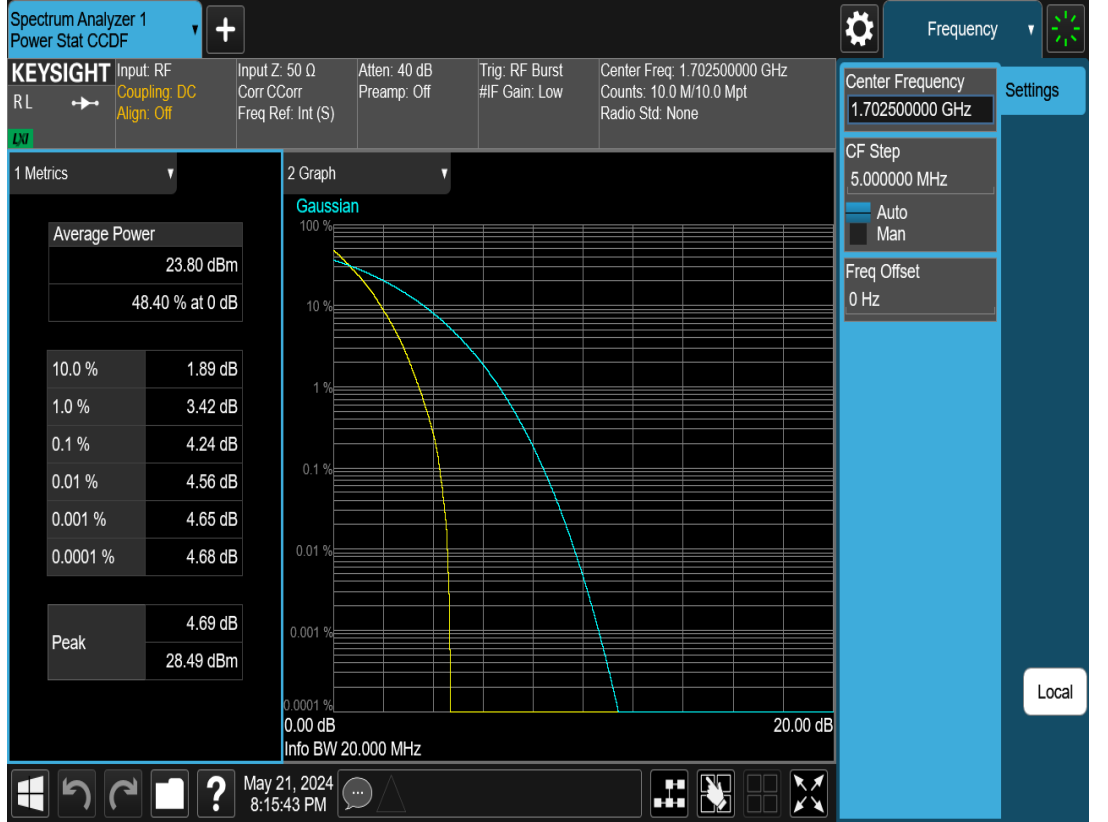 Spectrum Analyzer 1
Power Stat CCDF
+
Frequency
KEYSIGHT
R L
LXI
Input: RF
Coupling: DC
Align: Off
Input Z: 50 Ω
Corr CCorr
Freq Ref: Int (S)
Atten: 40 dB
Preamp: Off
Trig: RF Burst
#IF Gain: Low
Center Freq: 1.702500000 GHz
Counts: 10.0 M/10.0 Mpt
Radio Std: None
Center Frequency
1.702500000 GHz
Settings
CF Step
5.000000 MHz
Auto
Man
Freq Offset
0 Hz
Local
1 Metrics
Average Power
23.80 dBm
48.40 % at 0 dB
10.0 % 1.89 dB
1.0 % 3.42 dB
0.1 % 4.24 dB
0.01 % 4.56 dB
0.001 % 4.65 dB
0.0001 % 4.68 dB
Peak
4.69 dB
28.49 dBm
2 Graph
Gaussian
100 %
10 %
1 %
0.1 %
0.01 %
0.001 %
0.0001 %
0.00 dB 20.00 dB
Info BW 20.000 MHz
?
May 21, 2024
8:15:43 PM